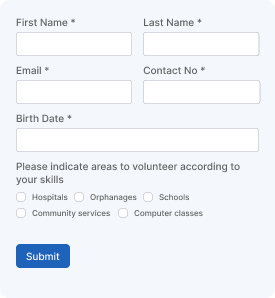 First Name * Last Name *
Email * Contact No *
Birth Date *
Please indicate areas to volunteer according to
your skills
Hospitals Orphanages Schools
Community services Computer classes
Submit